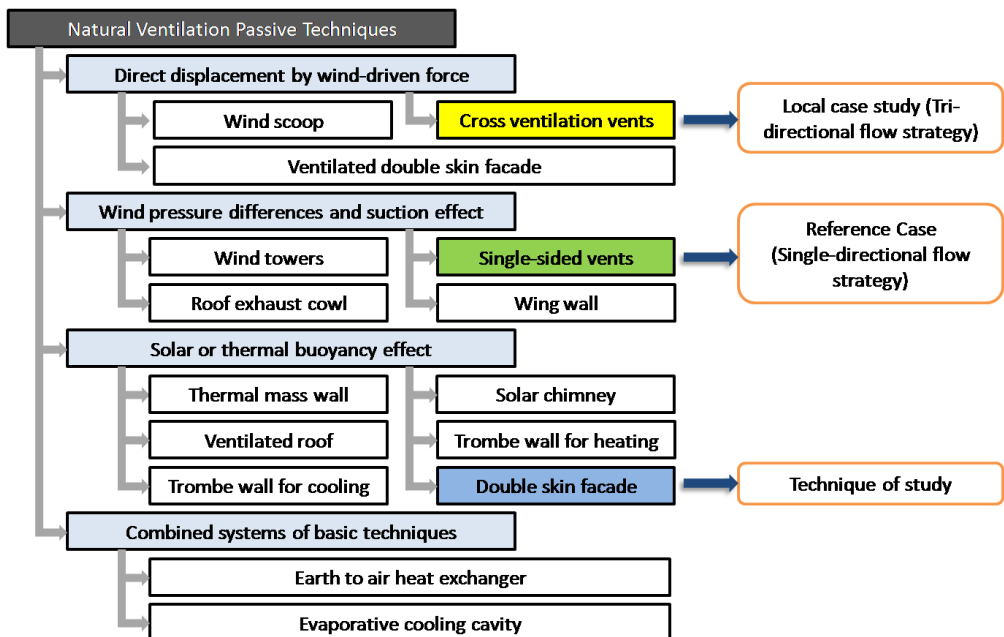 Natural Ventilation Passive Techniques
Direct displacement by wind-driven force
Wind scoop
Cross ventilation vents
Local case study (Tri-
directional flow strategy)
Ventilated double skin facade
Wind pressure differences and suction effect
Wind towers
Single-sided vents
Reference Case
(Single-directional flow
strategy)
Roof exhaust cowl
Wing wall
Solar or thermal buoyancy effect
Thermal mass wall
Solar chimney
Ventilated roof
Trombe wall for heating
Trombe wall for cooling
Double skin facade
Technique of study
Combined systems of basic techniques
Earth to air heat exchanger
Evaporative cooling cavity